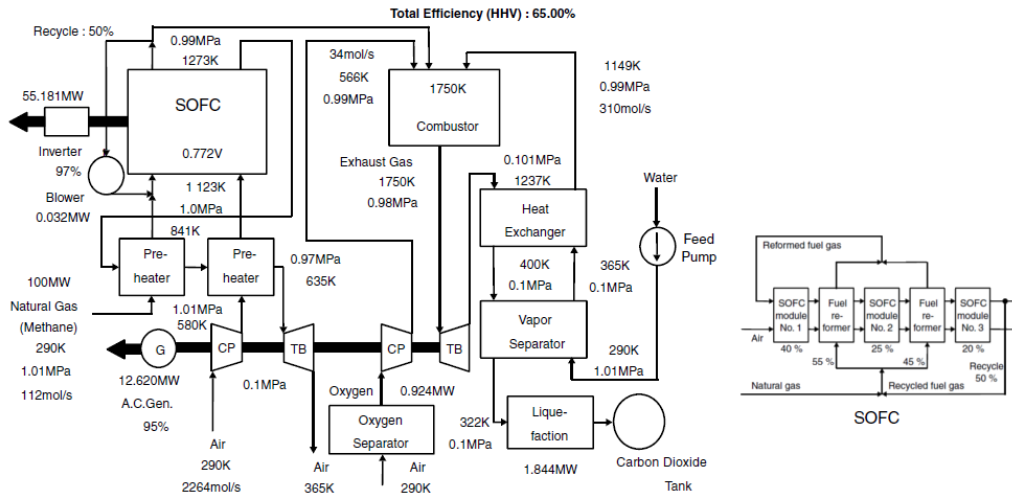 Total Efficiency (HHV) : 65.00%
Recycle : 50%
0.99MPa
1273K
SOFC
0.772V
55.181MW
Inverter
97%
Blower
0.032MW
1 123K
1.0MPa
841K
Pre-
heater
Pre-
heater
0.97MPa
635K
100MW
Natural Gas
(Methane)
290K
1.01MPa
112mol/s
1.01MPa
580K
G
CP
TB
CP
TB
12.620MW
A.C.Gen.
95%
0.1MPa
Air
290K
2264mol/s
Air
365K
Oxygen
0.924MW
Oxygen
Separator
Air
290K
34mol/s
566K
0.99MPa
1750K
Combustor
Exhaust Gas
1750K
0.98MPa
1149K
0.99MPa
310mol/s
0.101MPa
1237K
Heat
Exchanger
400K
0.1MPa
365K
0.1MPa
Vapor
Separator
290K
1.01MPa
Water
Feed
Pump
322K
0.1MPa
Lique-
faction
1.844MW
Carbon Dioxide
Tank
Reformed fuel gas
SOFC
module
No. 1
Fuel
re-
former
SOFC
module
No. 2
Fuel
re-
former
SOFC
module
No. 3
Air
40 %
55 %
25 %
45 %
20 %
Recycle
50 %
Natural gas
Recycled fuel gas
SOFC